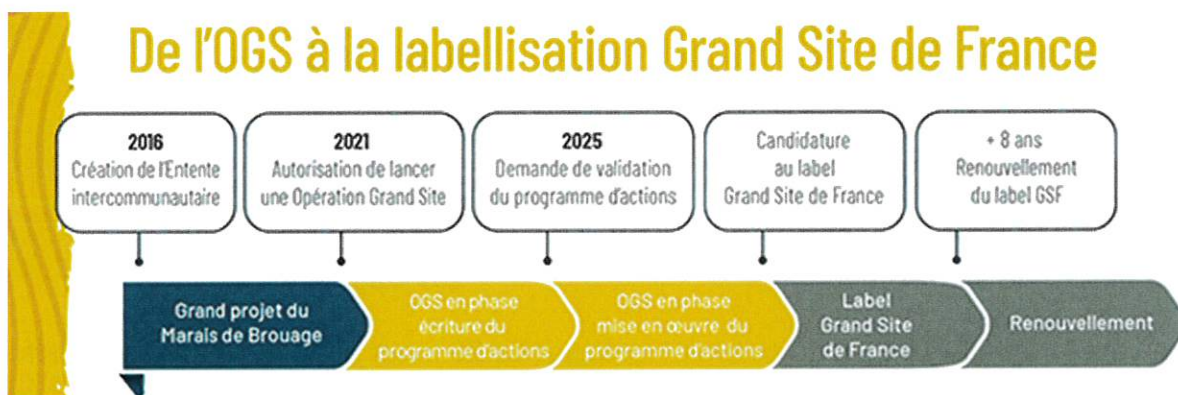 De l'OGS à la labellisation Grand Site de France
2016
Création de l'Entente
intercommunautaire
2021
Autorisation de lancer
une Opération Grand Site
2025
Demande de validation
du programme d'actions
Candidature
au label
Grand Site de France
+ 8 ans
Renouvellement
du label GSF
Grand projet du
Marais de Brouage
OGS en phase
écriture du
programme d'actions
OGS en phase
mise en œuvre du
programme d'actions
Label
Grand Site
de France
Renouvellement